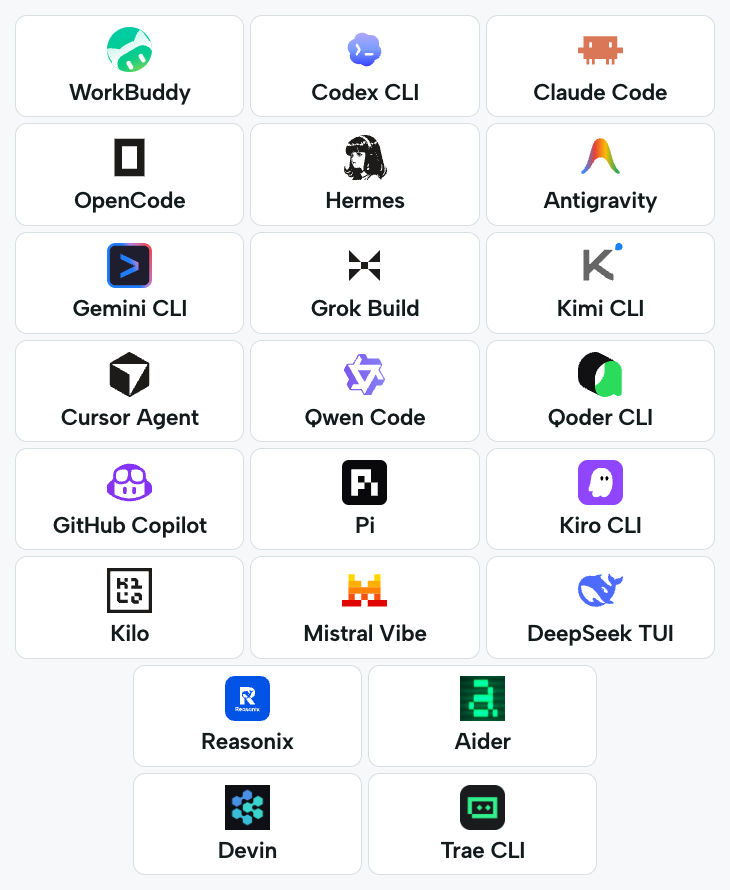 WorkBuddy
Codex CLI
Claude Code
OpenCode
Hermes
Antigravity
Gemini CLI
Grok Build
Kimi CLI
Cursor Agent
Qwen Code
Qoder CLI
GitHub Copilot
Pi
Kiro CLI
Kilo
Mistral Vibe
DeepSeek TUI
Reasonix
Reasonix
Aider
Devin
Trae CLI